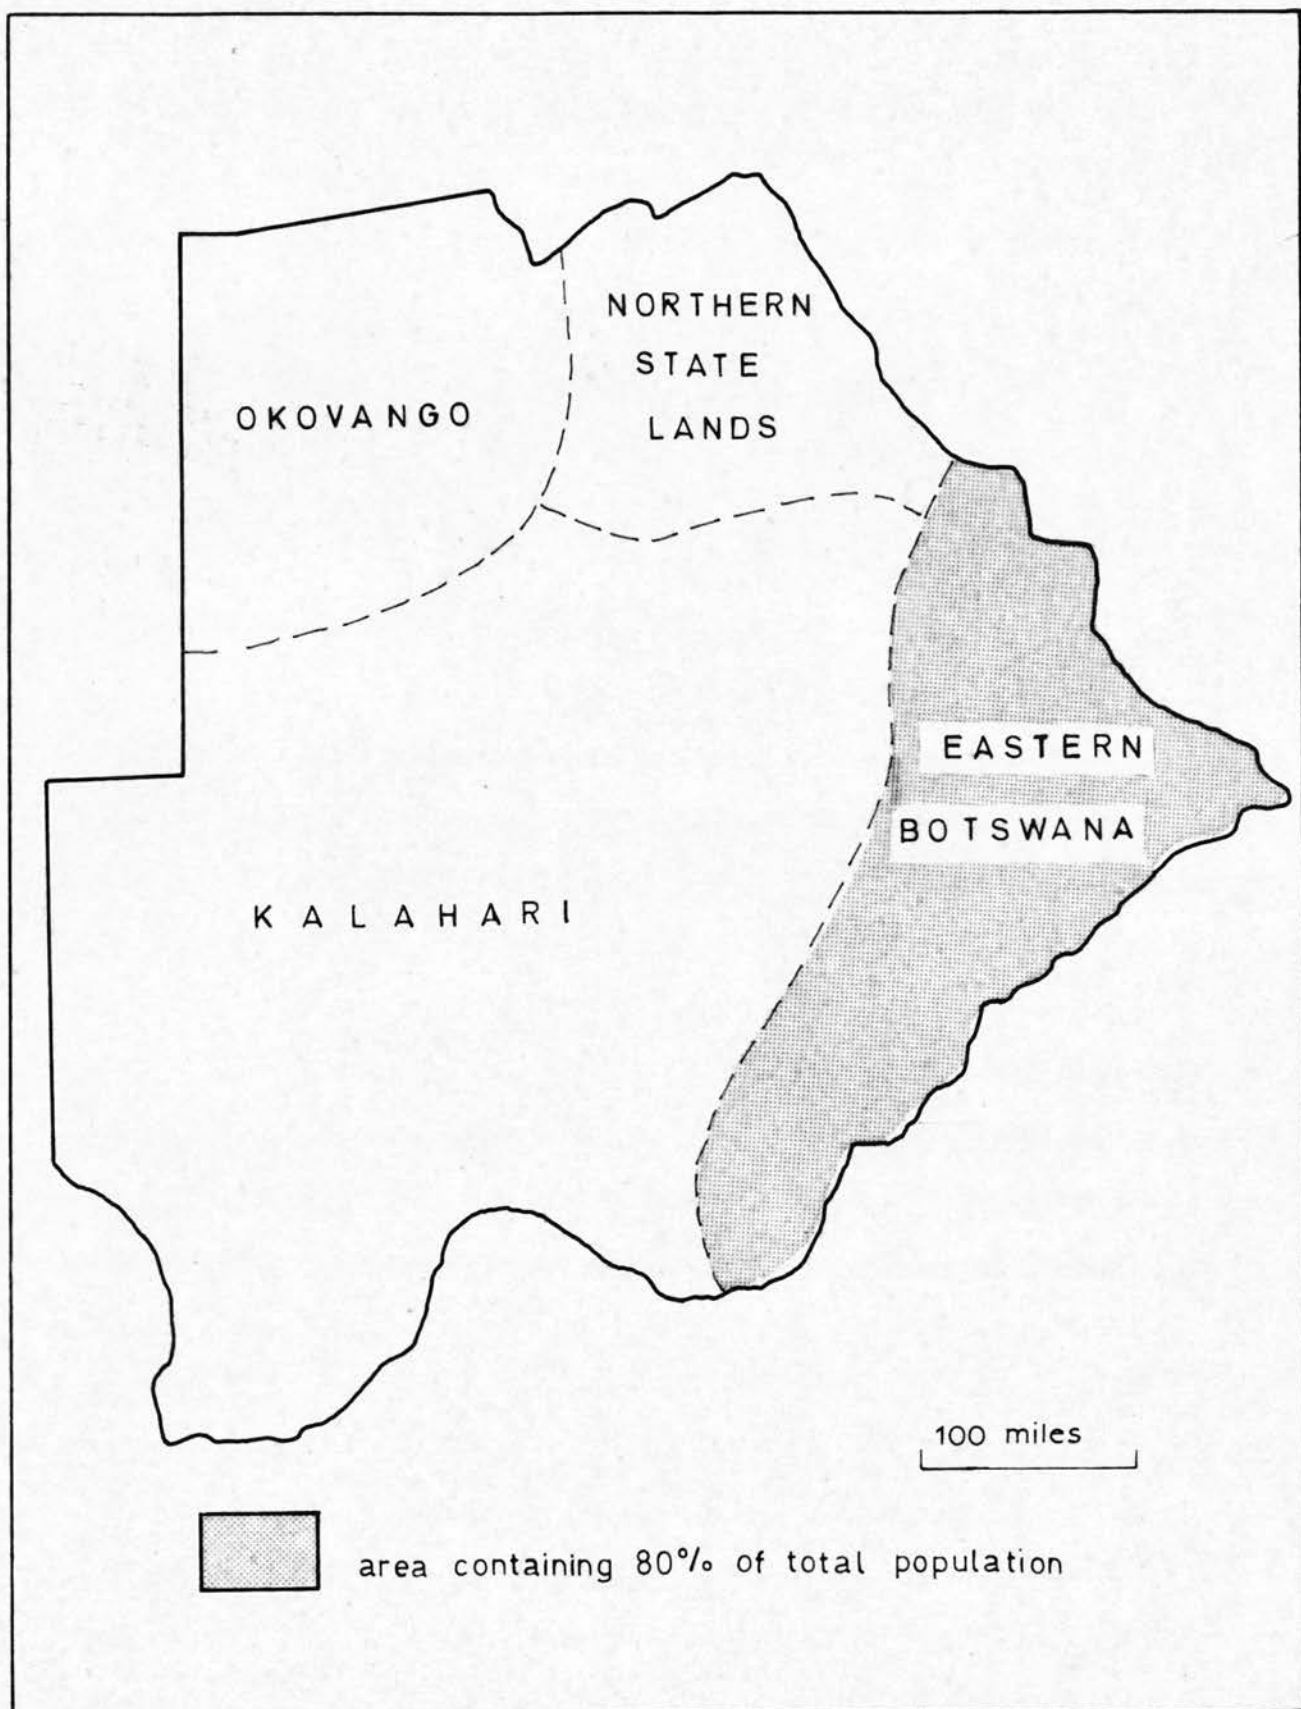 NORTHERN
STATE
LANDS
OKOVANGO
EASTERN
BOTSWANA
KALAHARI
100 miles
area containing 80% of total population